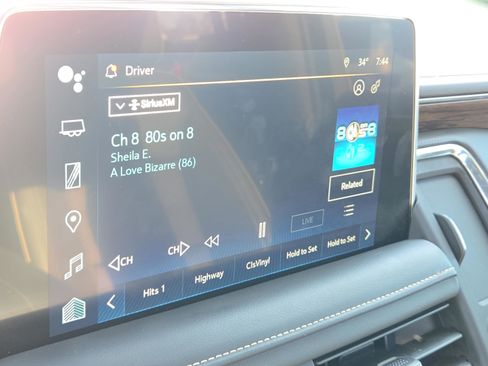 Driver
34° 7:44
SiriusXM
Ch 8 80s on 8
Sheila E.
A Love Bizarre (86)
Related
LIVE
CH
CH
Hits 1
Highway
ClsVinyl
Hold to Set
Hold to Set